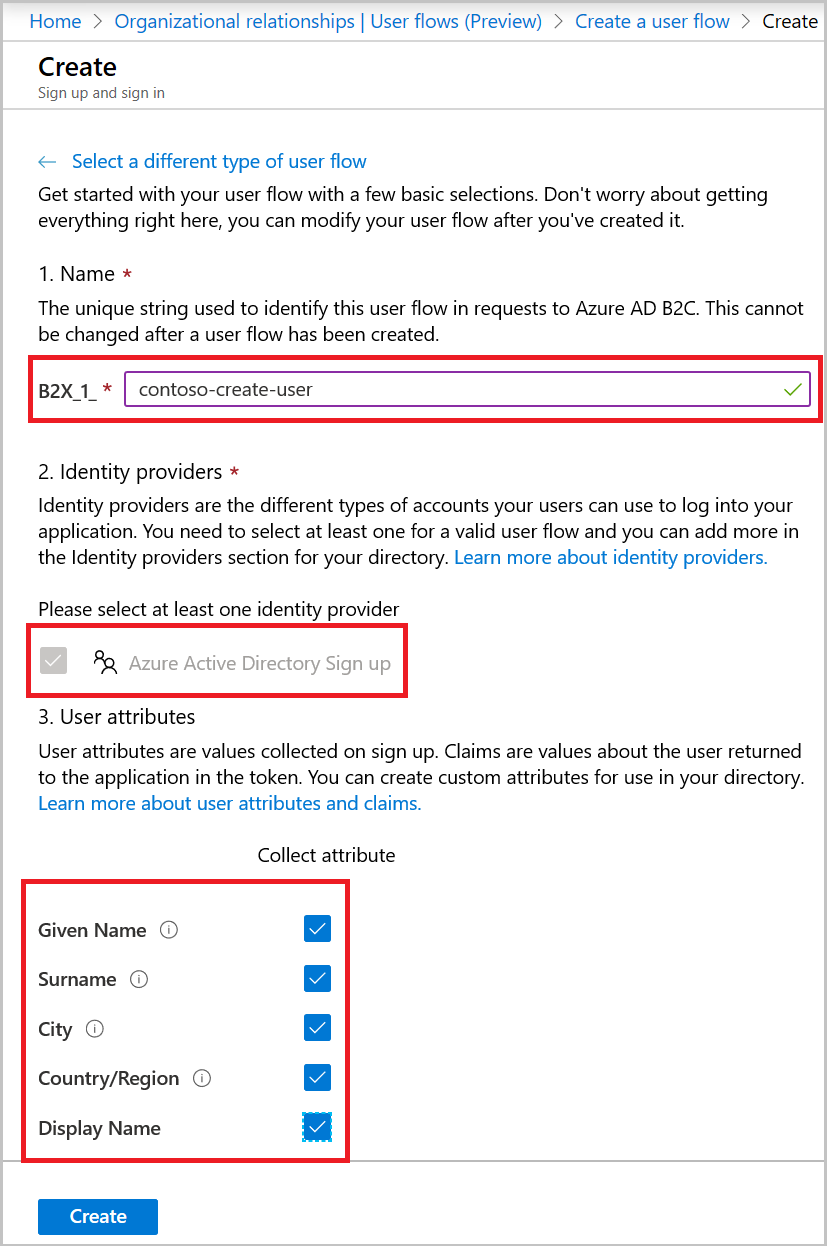 Home > Organizational relationships | User flows (Preview) > Create a user flow > Create
Create
Sign up and sign in
← Select a different type of user flow
Get started with your user flow with a few basic selections. Don't worry about getting
everything right here, you can modify your user flow after you've created it.
1. Name *
The unique string used to identify this user flow in requests to Azure AD B2C. This cannot
be changed after a user flow has been created.
B2X_1_ * contoso-create-user
2. Identity providers *
Identity providers are the different types of accounts your users can use to log into your
application. You need to select at least one for a valid user flow and you can add more in
the Identity providers section for your directory. Learn more about identity providers.
Please select at least one identity provider
Azure Active Directory Sign up
3. User attributes
User attributes are values collected on sign up. Claims are values about the user returned
to the application in the token. You can create custom attributes for use in your directory.
Learn more about user attributes and claims.
Collect attribute
Given Name
Surname
City
Country/Region
Display Name
Create